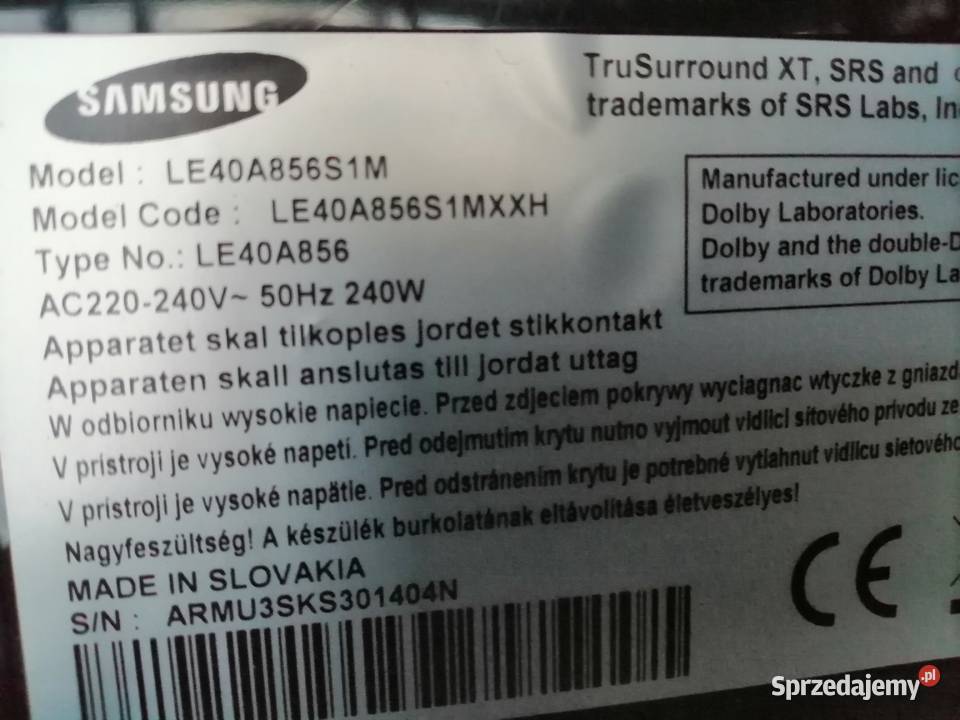 SAMSUNG
TruSurround XT, SRS and
trademarks of SRS Labs, In
Model : LE40A856S1M
Model Code : LE40A856S1MXXH
Type No.: LE40A856
AC220-240V~ 50Hz 240W
Manufactured under lic
Dolby Laboratories.
Dolby and the double-D
trademarks of Dolby La
Apparatet skal tilkoples jordet stikkontakt
Apparaten skall anslutas till jordat uttag
W odbiorniku wysokie napiecie. Przed zdjeciem pokrywy wyciagnac wtyczke z gniazd
V pristroji je vysoké napetí. Pred odejmutim krytu nutno vyjmout vidlici sítového prívodu ze
V prístroji je vysoké napätie. Pred odstránením krytu je potrebné vytiahnut vidlicu sietového
Nagyfeszültség! A készülék burkolatának eltávolitása életveszélyes!
MADE IN SLOVAKIA
S/N : ARMU3SKS301404N
CE
Sprzedajemy.pl